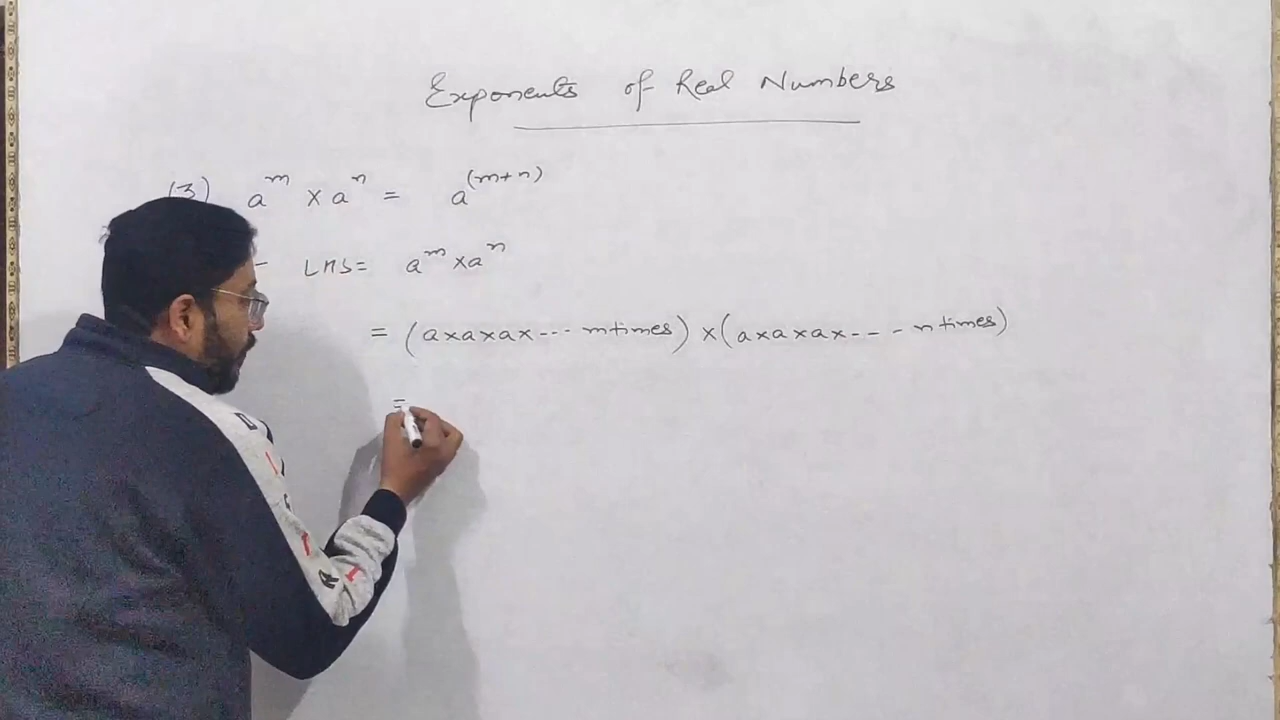 Exponents of Real Numbers
(3) a^m × a^n = a^(m+n)
- LHS = a^m × a^n
= (a×a×a×--- m times) × (a×a×a×--- n times)
=